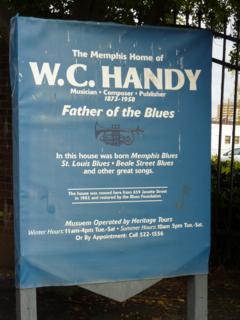 The Memphis Home of
W.C. HANDY
Musician • Composer • Publisher
1873-1958
Father of the Blues
In this house was born Memphis Blues
St. Louis Blues • Beale Street Blues
and other great songs.
The house was moved here from 659 Janette Street
in 1985 and restored by the Blues Foundation
Musuem Operated by Heritage Tours
Winter Hours: 11am-4pm Tue.-Sat • Summer Hours: 10am 5pm Tue.-Sat.
Or By Appointment: Call 522-1556